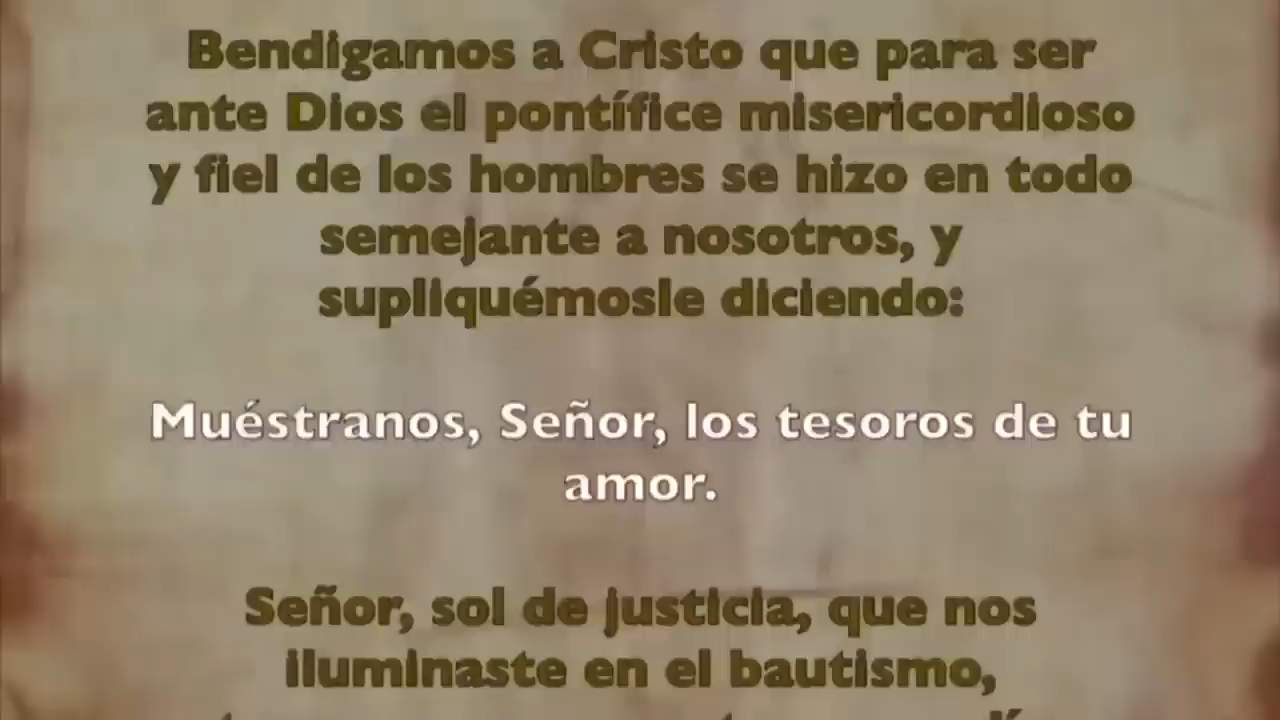 Bendigamos a Cristo que para ser
ante Dios el pontífice misericordioso
y fiel de los hombres se hizo en todo
semejante a nosotros, y
supliquémosle diciendo:
Muéstranos, Señor, los tesoros de tu
amor.
Señor, sol de justicia, que nos
iluminaste en el bautismo,